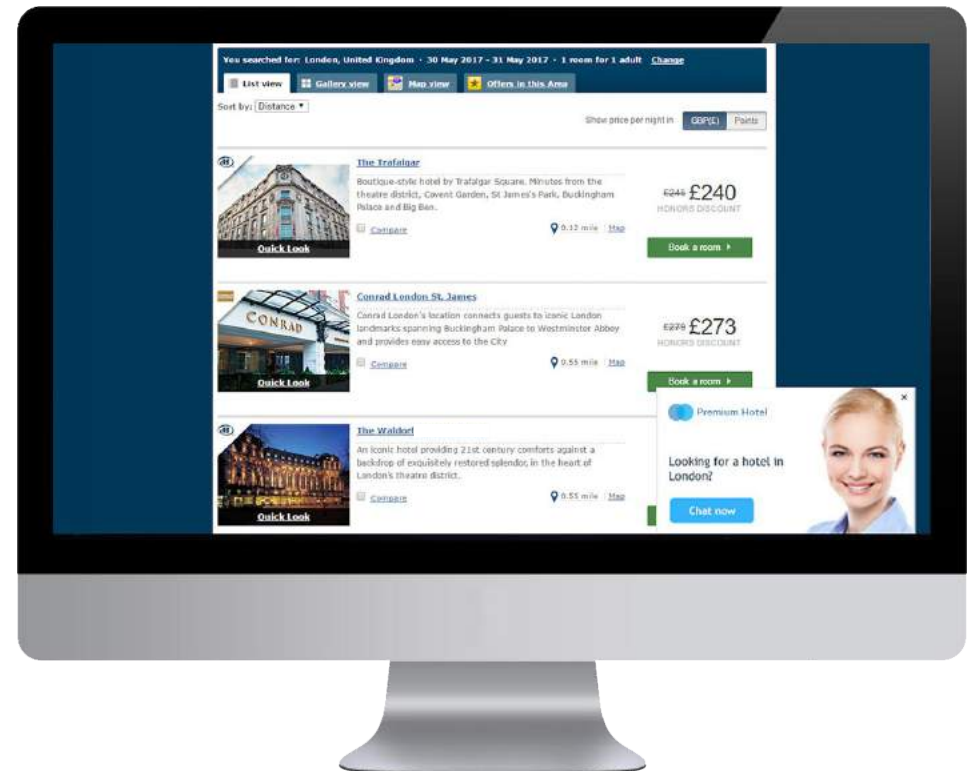 You searched for: London, United Kingdom · 30 May 2017 - 31 May 2017 · 1 room for 1 adult Change
List view Gallery view Map view Offers in this Area
Sort by: Distance
Show price per night in GBP(£) Points
The Trafalgar
Boutique-style hotel by Trafalgar Square. Minutes from the
theatre district, Covent Garden, St James's Park, Buckingham
Palace and Big Ben.
£240
HONORS DISCOUNT
Compare
0.12 mile Map
Quick Look
Book a room
CONRAD
Conrad London St. James
Conrad London's location connects guests to iconic London
landmarks spanning Buckingham Palace to Westminster Abbey
and provides easy access to the City
£279 £273
HONORS DISCOUNT
Compare
0.55 mile Map
Quick Look
Book a room
The Waldorf
An iconic hotel providing 21st century comforts against a
backdrop of exquisitely restored splendor, in the heart of
London's theatre district.
Compare
0.55 mile Map
Quick Look
Premium Hotel
Looking for a hotel in
London?
Chat now